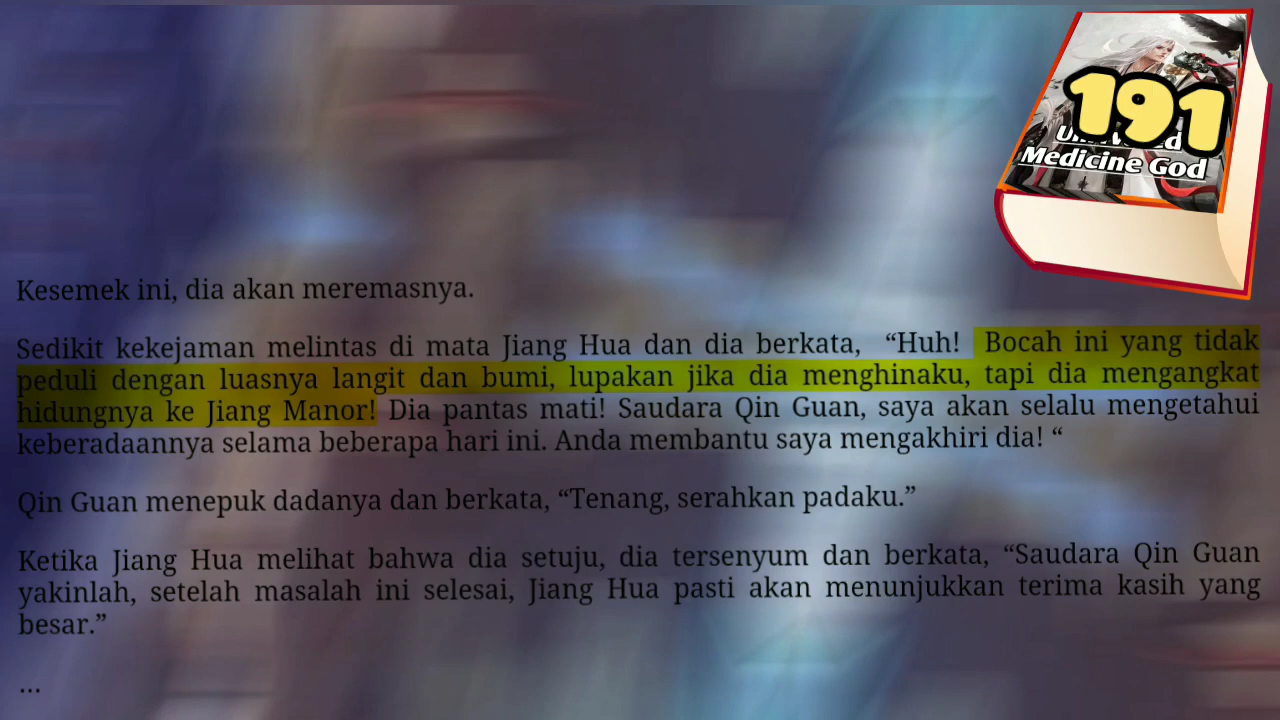 191
Medicine God
Kesemek ini, dia akan meremasnya.
Sedikit kekejaman melintas di mata Jiang Hua dan dia berkata, “Huh! Bocah ini yang tidak
peduli dengan luasnya langit dan bumi, lupakan jika dia menghinaku, tapi dia mengangkat
hidungnya ke Jiang Manor! Dia pantas mati! Saudara Qin Guan, saya akan selalu mengetahui
keberadaannya selama beberapa hari ini. Anda membantu saya mengakhiri dia! “
Qin Guan menepuk dadanya dan berkata, “Tenang, serahkan padaku.”
Ketika Jiang Hua melihat bahwa dia setuju, dia tersenyum dan berkata, “Saudara Qin Guan
yakinlah, setelah masalah ini selesai, Jiang Hua pasti akan menunjukkan terima kasih yang
besar.”
...